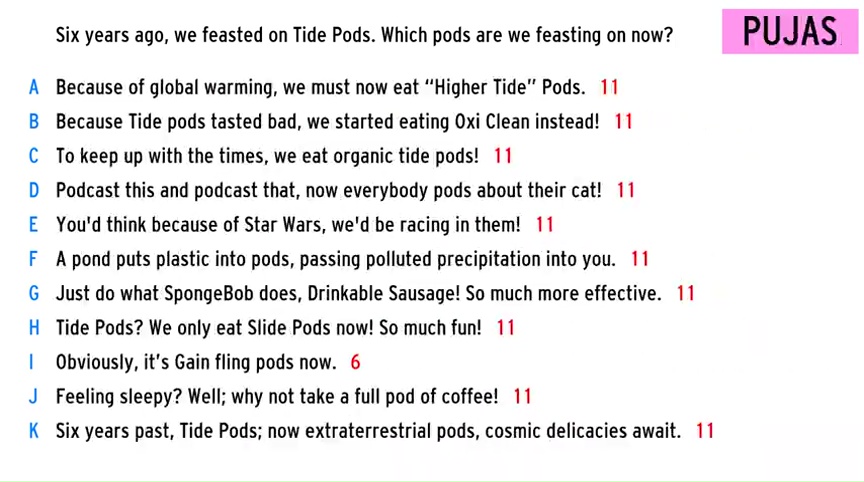 Six years ago, we feasted on Tide Pods. Which pods are we feasting on now?
PUJAS
A Because of global warming, we must now eat “Higher Tide” Pods. 11
B Because Tide pods tasted bad, we started eating Oxi Clean instead! 11
C To keep up with the times, we eat organic tide pods! 11
D Podcast this and podcast that, now everybody pods about their cat! 11
E You'd think because of Star Wars, we'd be racing in them! 11
F A pond puts plastic into pods, passing polluted precipitation into you. 11
G Just do what SpongeBob does, Drinkable Sausage! So much more effective. 11
H Tide Pods? We only eat Slide Pods now! So much fun! 11
I Obviously, it’s Gain fling pods now. 6
J Feeling sleepy? Well; why not take a full pod of coffee! 11
K Six years past, Tide Pods; now extraterrestrial pods, cosmic delicacies await. 11